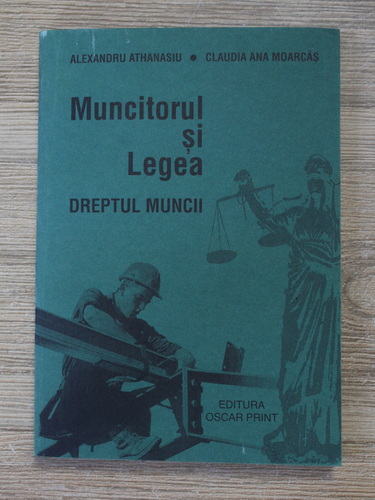 ALEXANDRU ATHANASIU • CLAUDIA ANA MOARCĂȘ
Muncitorul
și
Legea
DREPTUL MUNCII
EDITURA
OSCAR PRINT